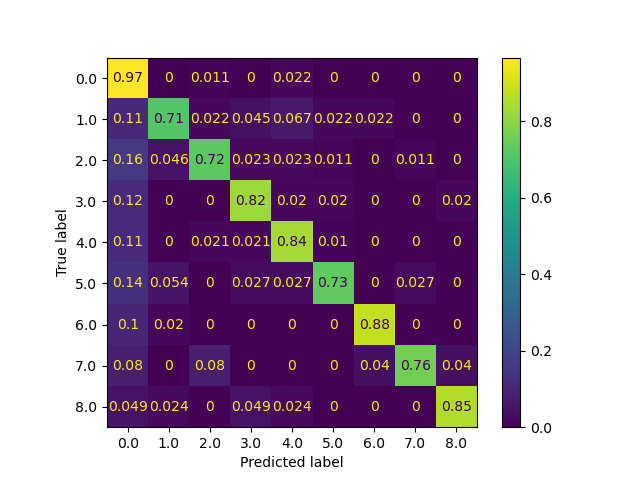 0.0 0.97 0 0.011 0 0.022 0 0 0 0
1.0 0.11 0.71 0.022 0.045 0.067 0.022 0.022 0 0
2.0 0.16 0.046 0.72 0.023 0.023 0.011 0 0.011 0
3.0 0.12 0 0 0.82 0.02 0.02 0 0 0.02
4.0 0.11 0 0.021 0.021 0.84 0.01 0 0 0
5.0 0.14 0.054 0 0.027 0.027 0.73 0 0.027 0
6.0 0.1 0.02 0 0 0 0 0.88 0 0
7.0 0.08 0 0.08 0 0 0 0.04 0.76 0.04
8.0 0.049 0.024 0 0.049 0.024 0 0 0 0.85
0.0 1.0 2.0 3.0 4.0 5.0 6.0 7.0 8.0
Predicted label
True label
0.8
0.6
0.4
0.2
0.0